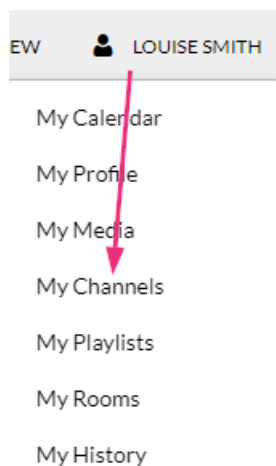 EW LOUISE SMITH
My Calendar
My Profile
My Media
My Channels
My Playlists
My Rooms
My History